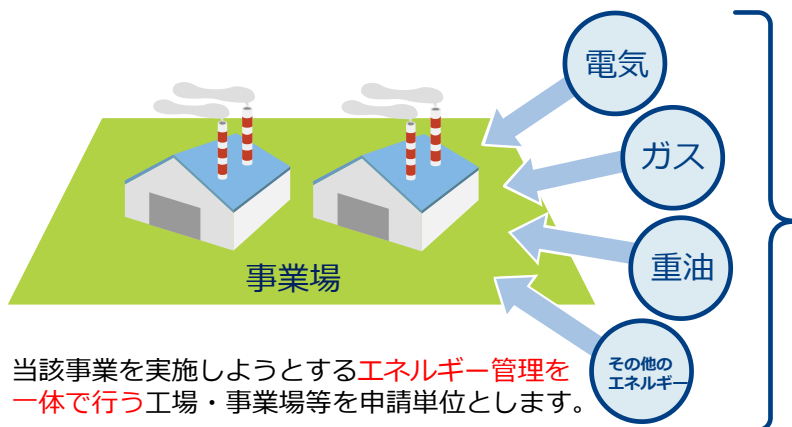 電気
ガス
重油
その他の
エネルギー
事業場
当該事業を実施しようとするエネルギー管理を
一体で行う工場・事業場等を申請単位とします。